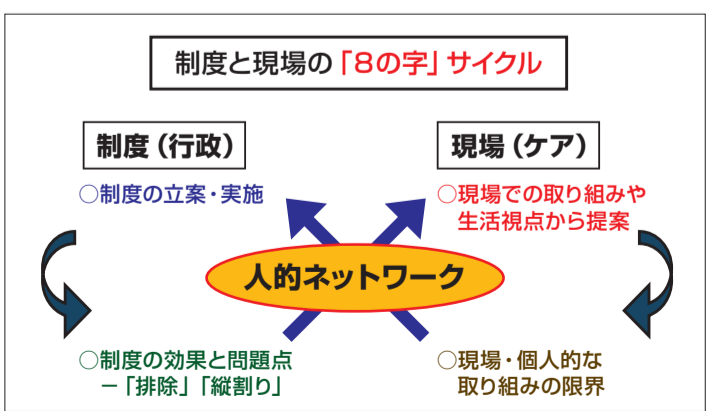 制度と現場の「8の字」サイクル
制度（行政）
○制度の立案・実施
現場（ケア）
○現場での取り組みや
生活視点から提案
人的ネットワーク
○制度の効果と問題点
－「排除」「縦割り」
○現場・個人的な
取り組みの限界